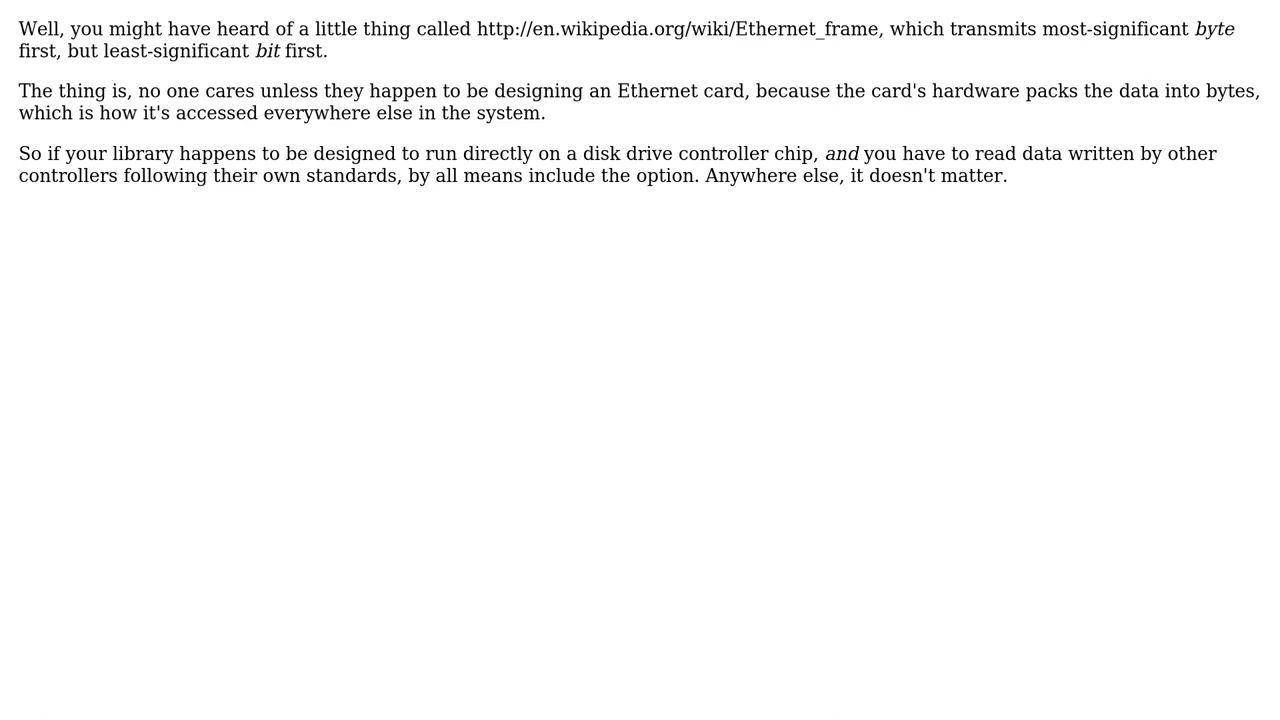 Well, you might have heard of a little thing called http://en.wikipedia.org/wiki/Ethernet_frame, which transmits most-significant byte
first, but least-significant bit first.
The thing is, no one cares unless they happen to be designing an Ethernet card, because the card's hardware packs the data into bytes,
which is how it's accessed everywhere else in the system.
So if your library happens to be designed to run directly on a disk drive controller chip, and you have to read data written by other
controllers following their own standards, by all means include the option. Anywhere else, it doesn't matter.